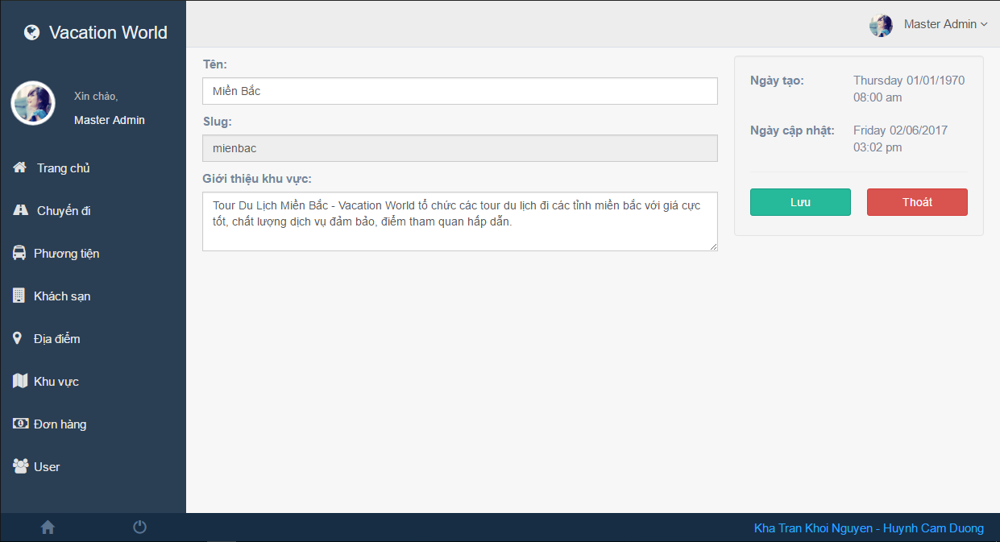 Vacation World
Master Admin
Xin chào,
Master Admin
Trang chủ
Chuyến đi
Phương tiện
Khách sạn
Địa điểm
Khu vực
Đơn hàng
User
Tên:
Miền Bắc
Slug:
mienbac
Giới thiệu khu vực:
Tour Du Lịch Miền Bắc - Vacation World tổ chức các tour du lịch đi các tỉnh miền bắc với giá cực
tốt, chất lượng dịch vụ đảm bảo, điểm tham quan hấp dẫn.
Ngày tạo:
Thursday 01/01/1970
08:00 am
Ngày cập nhật:
Friday 02/06/2017
03:02 pm
Lưu
Thoát
Kha Tran Khoi Nguyen - Huynh Cam Duong